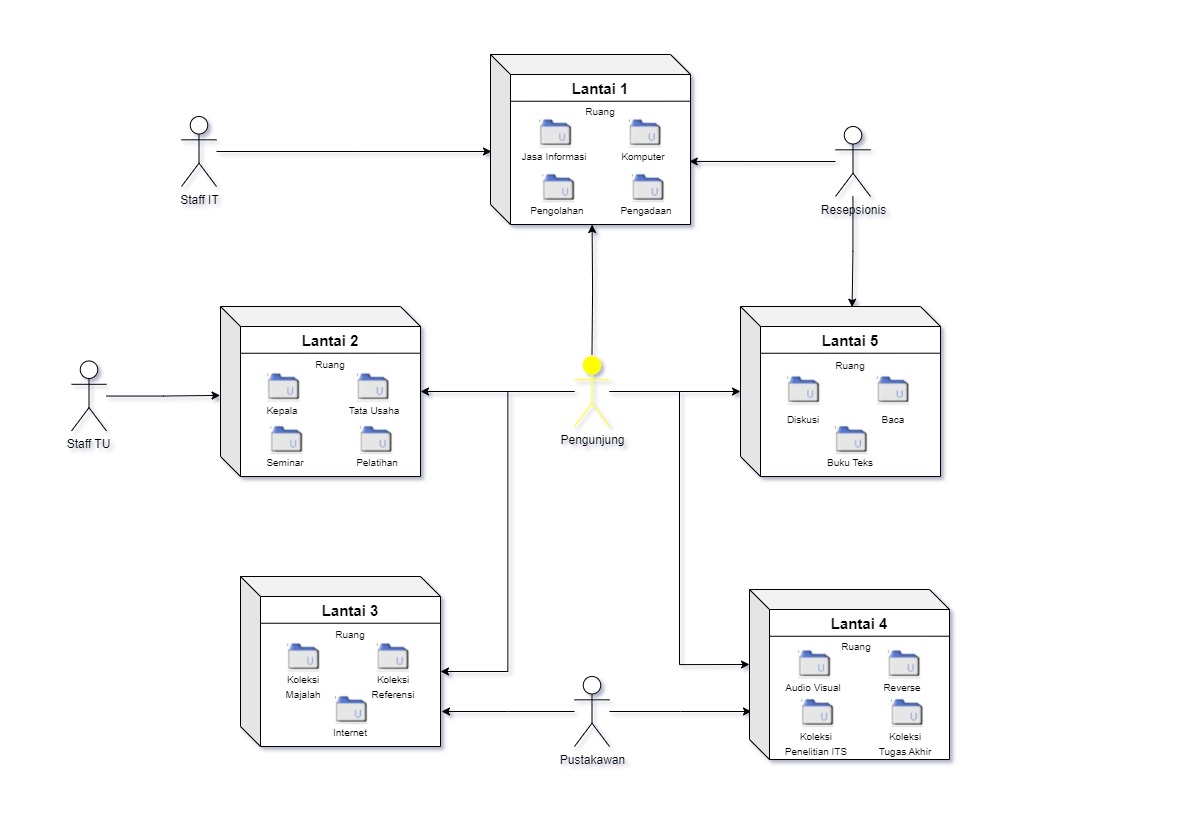 Lantai 1
Ruang
Jasa Informasi
Komputer
Pengolahan
Pengadaan
Staff IT
Resepsionis
Lantai 2
Ruang
Kepala
Tata Usaha
Seminar
Pelatihan
Staff TU
Pengunjung
Lantai 5
Ruang
Diskusi
Baca
Buku Teks
Lantai 3
Ruang
Koleksi
Majalah
Koleksi
Referensi
Internet
Pustakawan
Lantai 4
Ruang
Audio Visual
Reverse
Koleksi
Penelitian ITS
Koleksi
Tugas Akhir